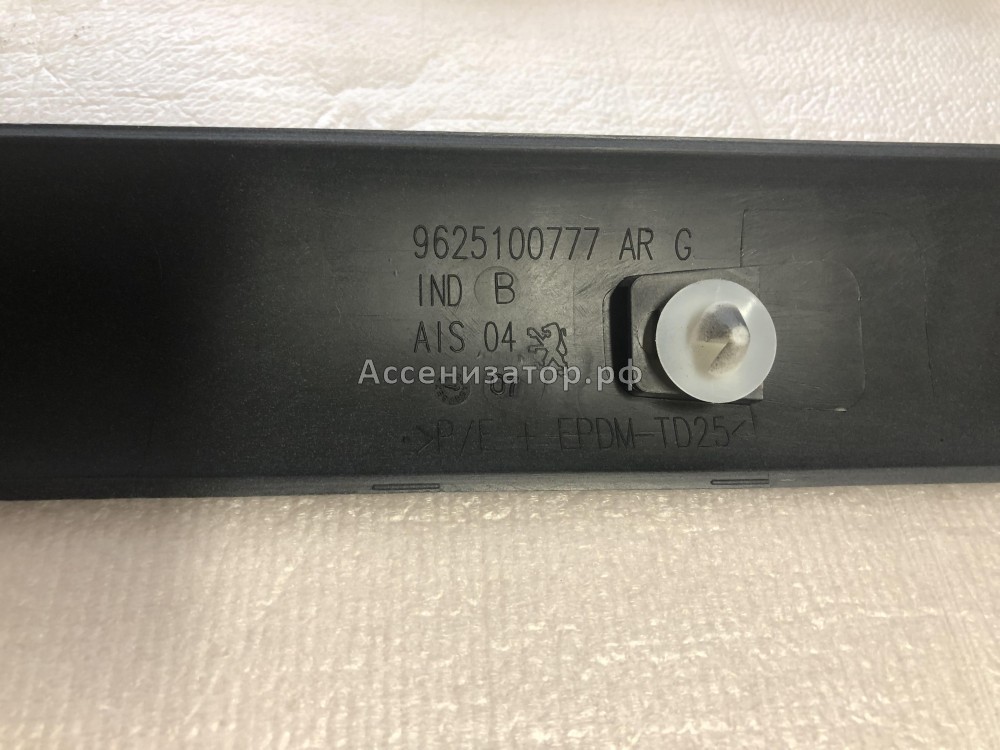 9625100777 AR G
IND B
AIS 04
Ассенизатор.рф
>P/E + EPDM-TD25<